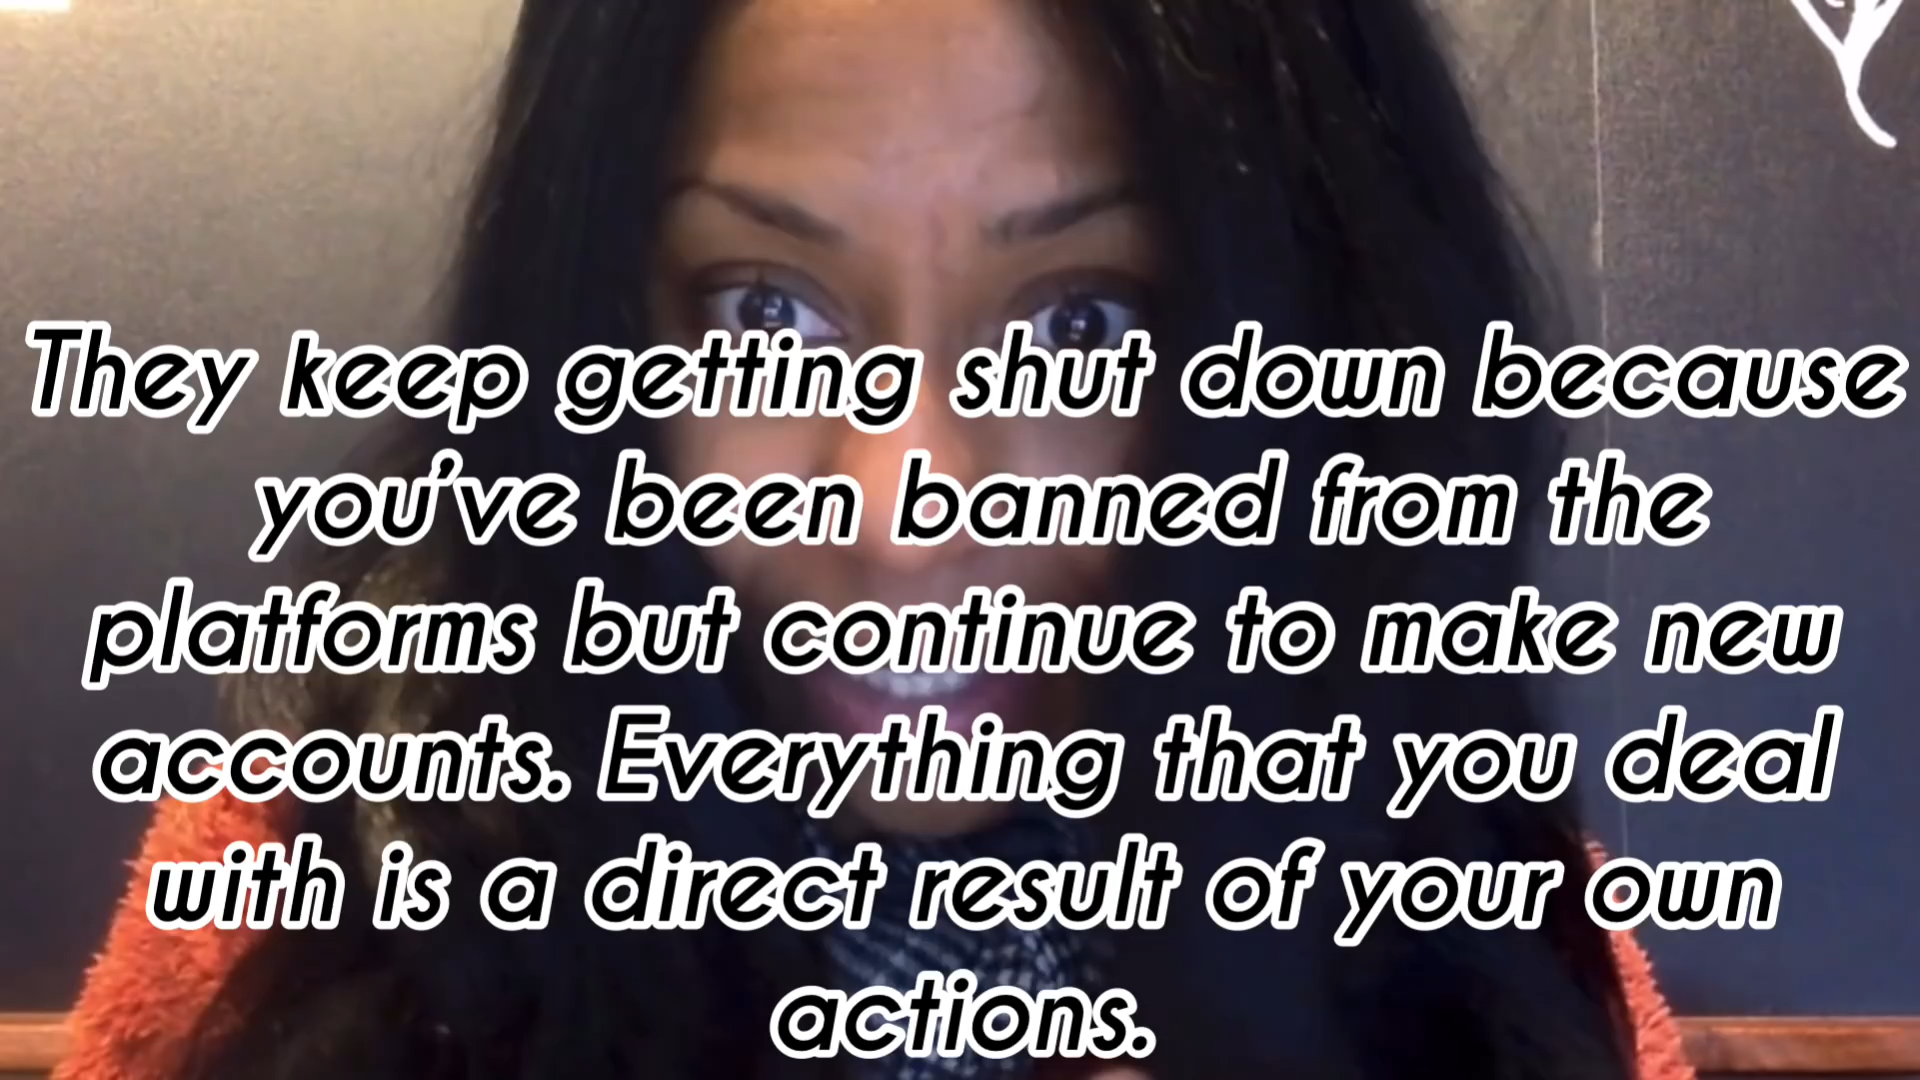 They keep getting shut down because
you've been banned from the
platforms but continue to make new
accounts. Everything that you deal
with is a direct result of your own
actions.